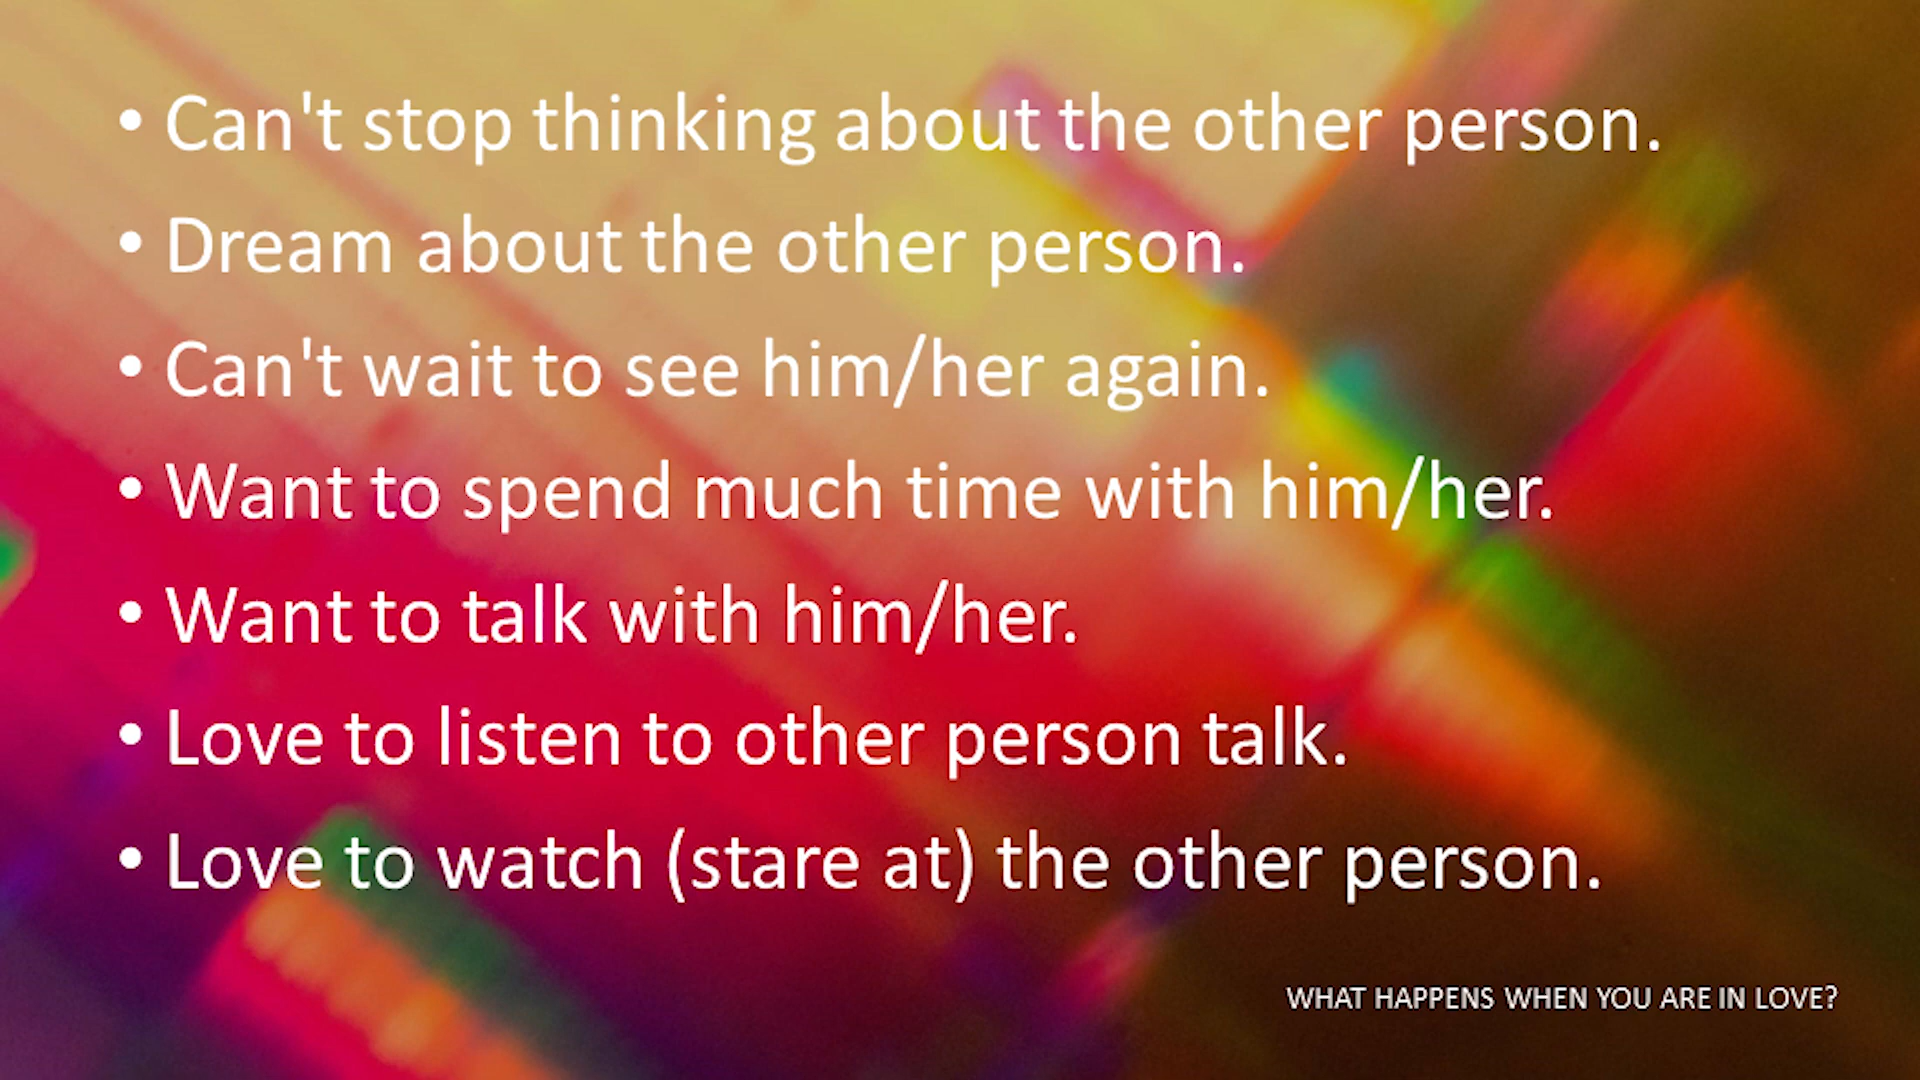 • Can't stop thinking about the other person.
• Dream about the other person.
• Can't wait to see him/her again.
• Want to spend much time with him/her.
• Want to talk with him/her.
• Love to listen to other person talk.
• Love to watch (stare at) the other person.
WHAT HAPPENS WHEN YOU ARE IN LOVE?